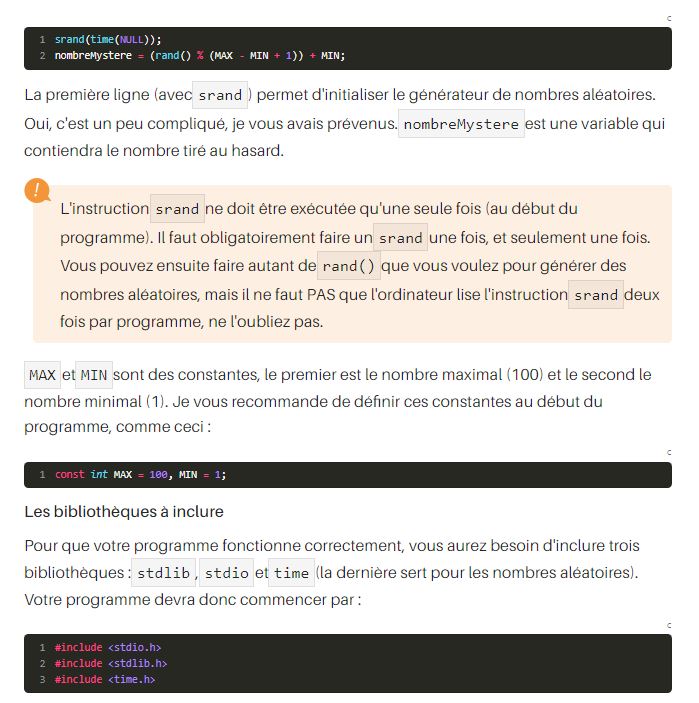 c
1 srand(time(NULL));
2 nombreMystere = (rand() % (MAX - MIN + 1)) + MIN;
La première ligne (avec srand ) permet d'initialiser le générateur de nombres aléatoires.
Oui, c'est un peu compliqué, je vous avais prévenus. nombreMystere est une variable qui
contiendra le nombre tiré au hasard.
!
L'instruction srand ne doit être exécutée qu'une seule fois (au début du
programme). Il faut obligatoirement faire un srand une fois, et seulement une fois.
Vous pouvez ensuite faire autant de rand() que vous voulez pour générer des
nombres aléatoires, mais il ne faut PAS que l'ordinateur lise l'instruction srand deux
fois par programme, ne l'oubliez pas.
MAX et MIN sont des constantes, le premier est le nombre maximal (100) et le second le
nombre minimal (1). Je vous recommande de définir ces constantes au début du
programme, comme ceci :
c
1 const int MAX = 100, MIN = 1;
Les bibliothèques à inclure
Pour que votre programme fonctionne correctement, vous aurez besoin d'inclure trois
bibliothèques : stdlib , stdio et time (la dernière sert pour les nombres aléatoires).
Votre programme devra donc commencer par :
c
1 #include <stdio.h>
2 #include <stdlib.h>
3 #include <time.h>